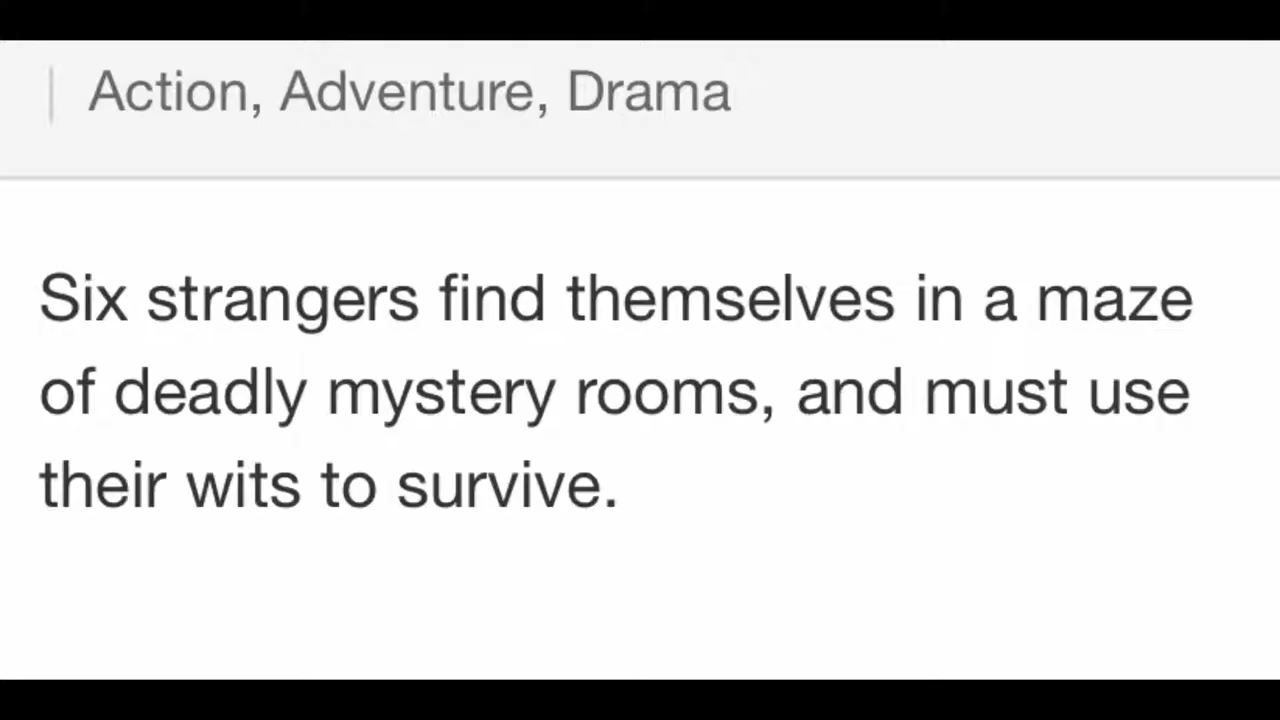 Action, Adventure, Drama
Six strangers find themselves in a maze
of deadly mystery rooms, and must use
their wits to survive.